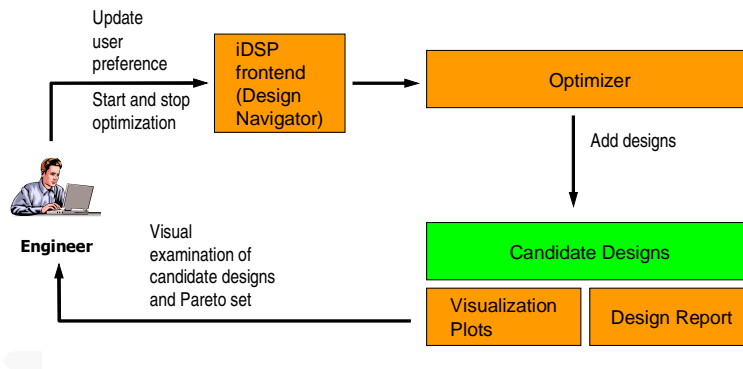 Update
user
preference
Start and stop
optimization
iDSP
frontend
(Design
Navigator)
Optimizer
Add designs
Engineer
Visual
examination of
candidate designs
and Pareto set
Candidate Designs
Visualization
Plots
Design Report